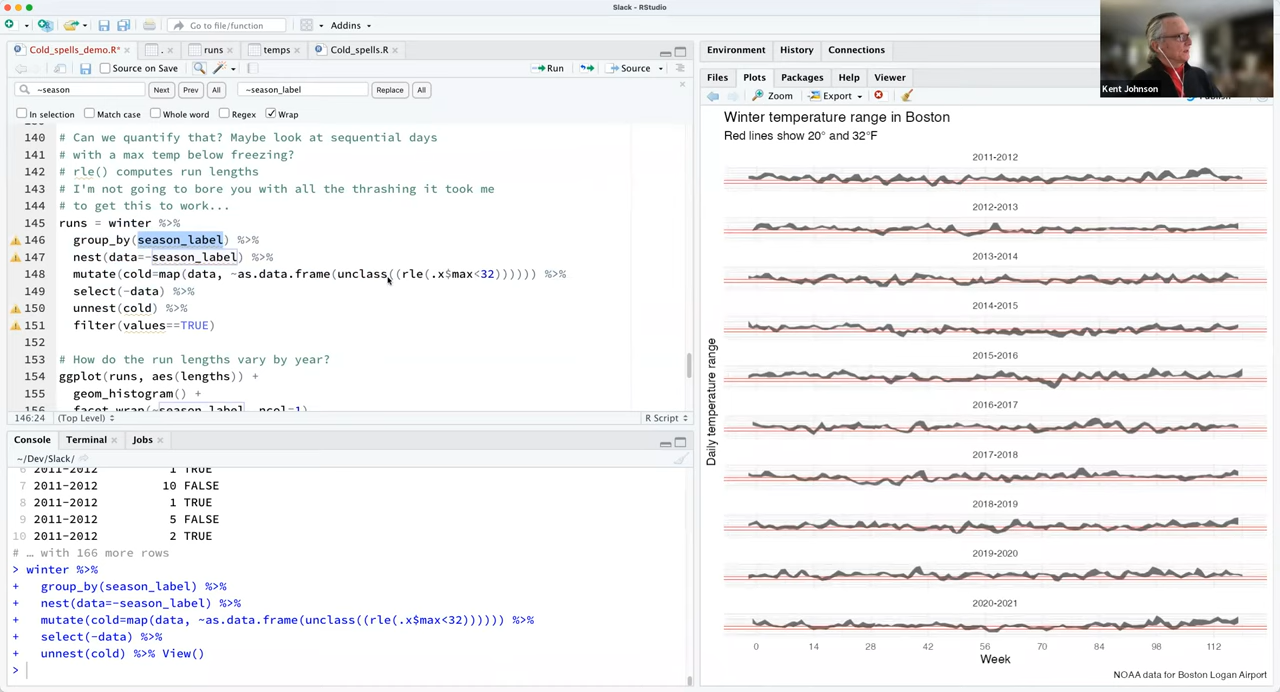 Slack - RStudio
Go to file/function
Addins
Kent Johnson
Cold_spells_demo.R*
.
runs
temps
Cold_spells.R
Source on Save
Run
Source
~season
Next
Prev
All
~season_label
Replace
All
In selection
Match case
Whole word
Regex
Wrap
140 # Can we quantify that? Maybe look at sequential days
141 # with a max temp below freezing?
142 # rle() computes run lengths
143 # I'm not going to bore you with all the thrashing it took me
144 # to get this to work...
145 runs = winter %>%
146 group_by(season_label) %>%
147 nest(data=-season_label) %>%
148 mutate(cold=map(data, ~as.data.frame(unclass((rle(.x$max<32)))))) %>%
149 select(-data) %>%
150 unnest(cold) %>%
151 filter(values==TRUE)
152
153 # How do the run lengths vary by year?
154 ggplot(runs, aes(lengths)) +
155 geom_histogram() +
156 facet_wrap(~season_label, ncol=1)
146:24
(Top Level)
R Script
Console
Terminal
Jobs
~/Dev/Slack/
6 2011-2012 1 TRUE
7 2011-2012 10 FALSE
8 2011-2012 1 TRUE
9 2011-2012 5 FALSE
10 2011-2012 2 TRUE
# … with 166 more rows
> winter %>%
+ group_by(season_label) %>%
+ nest(data=-season_label) %>%
+ mutate(cold=map(data, ~as.data.frame(unclass((rle(.x$max<32)))))) %>%
+ select(-data) %>%
+ unnest(cold) %>% View()
>
Environment
History
Connections
Files
Plots
Packages
Help
Viewer
Zoom
Export
Winter temperature range in Boston
Red lines show 20° and 32°F
2011-2012
2012-2013
2013-2014
2014-2015
2015-2016
2016-2017
2017-2018
2018-2019
2019-2020
2020-2021
Daily temperature range
0 14 28 42 56 70 84 98 112
Week
NOAA data for Boston Logan Airport